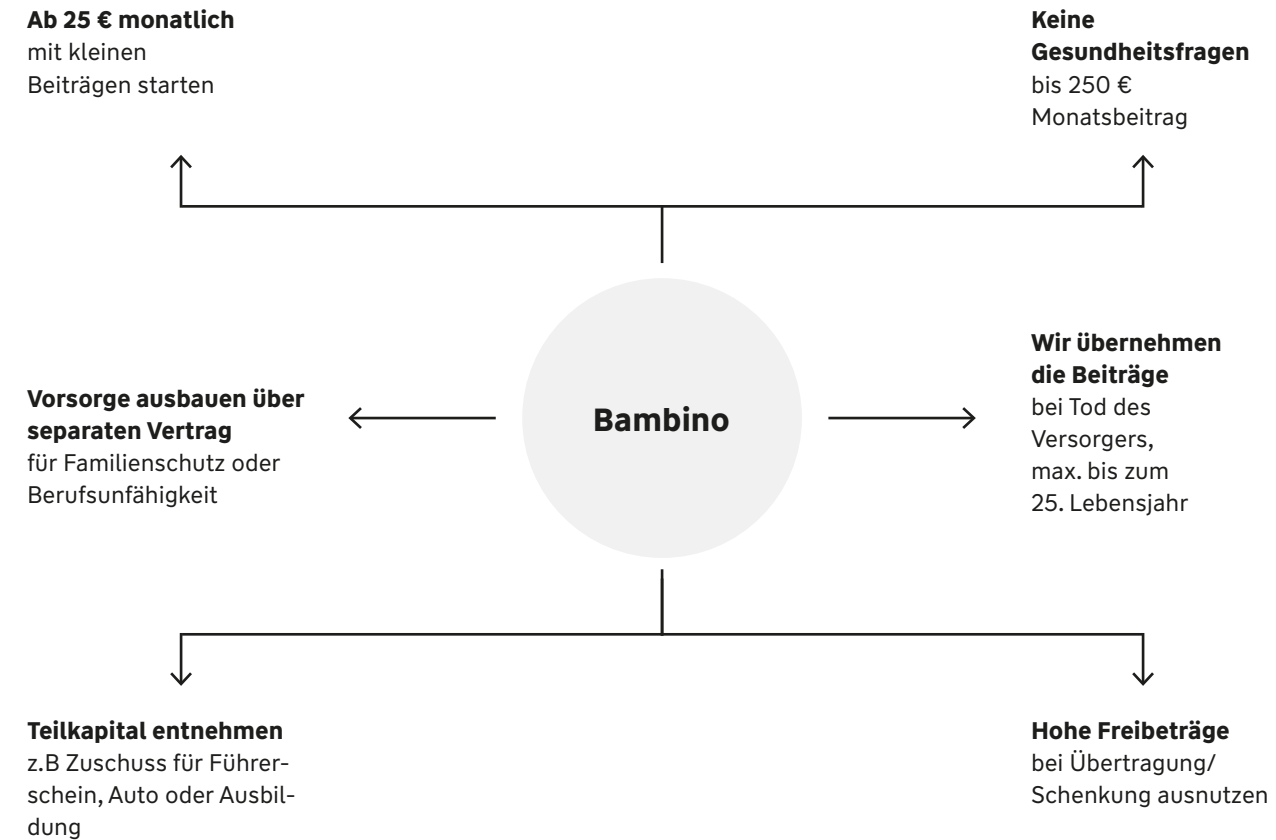 Ab 25 € monatlich
mit kleinen
Beiträgen starten
Keine
Gesundheitsfragen
bis 250 €
Monatsbeitrag
Vorsorge ausbauen über
separaten Vertrag
für Familienschutz oder
Berufsunfähigkeit
Bambino
Wir übernehmen
die Beiträge
bei Tod des
Versorgers,
max. bis zum
25. Lebensjahr
Teilkapital entnehmen
z.B Zuschuss für Führer-
schein, Auto oder Ausbil-
dung
Hohe Freibeträge
bei Übertragung/
Schenkung ausnutzen